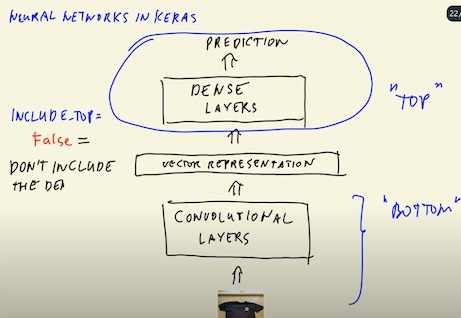 NEURAL NETWORKS IN KERAS
22/
PREDICTION
DENSE
LAYERS
"TOP"
INCLUDE_TOP=
False =
DON'T INCLUDE
THE DEA
VECTOR REPRESENTATION
CONVOLUTIONAL
LAYERS
"BOTTOM"